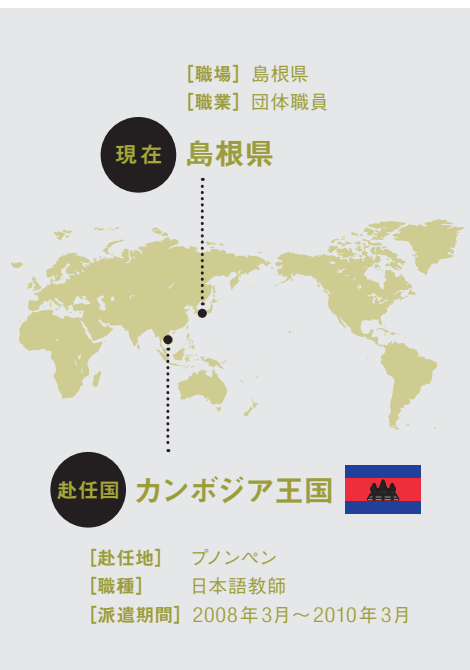 [職場] 島根県
[職業] 団体職員
現在 島根県
赴任国 カンボジア王国
[赴任地] プノンペン
[職種] 日本語教師
[派遣期間] 2008年3月～2010年3月